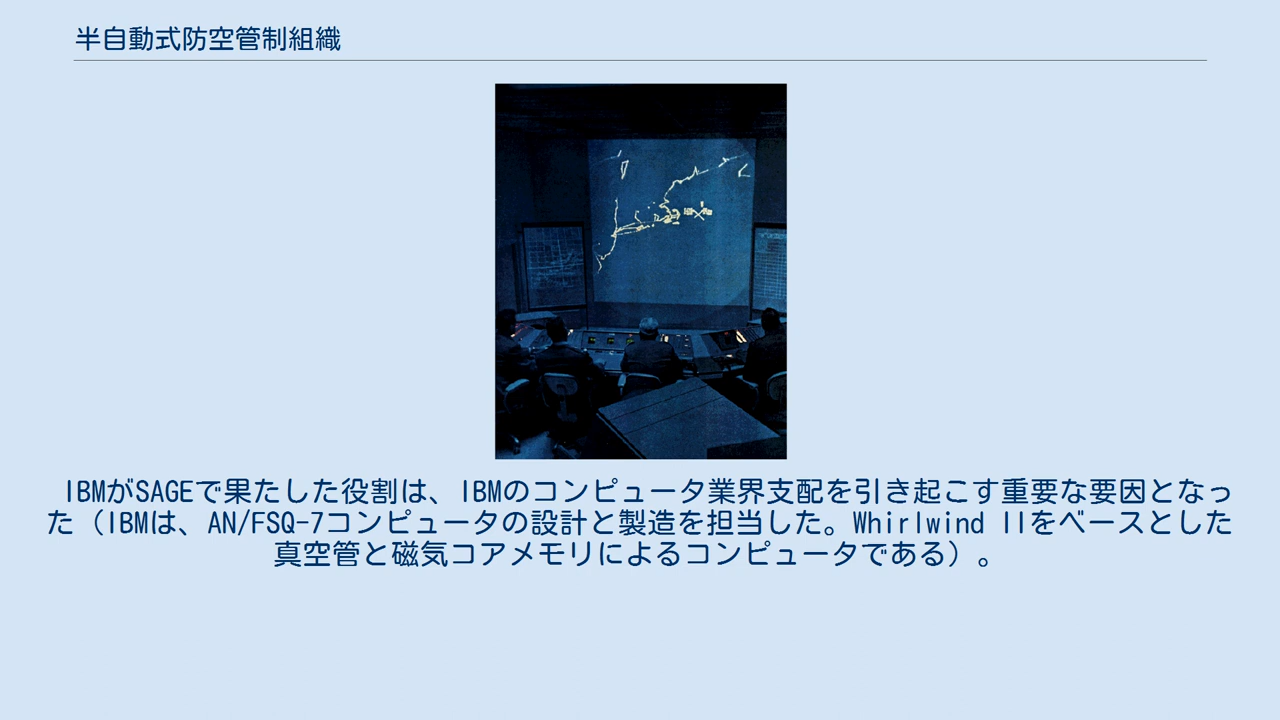 半自動式防空管制組織
IBMがSAGEで果たした役割は、IBMのコンピュータ業界支配を引き起こす重要な要因となっ
た（IBMは、AN/FSQ-7コンピュータの設計と製造を担当した。Whirlwind IIをベースとした
真空管と磁気コアメモリによるコンピュータである）。